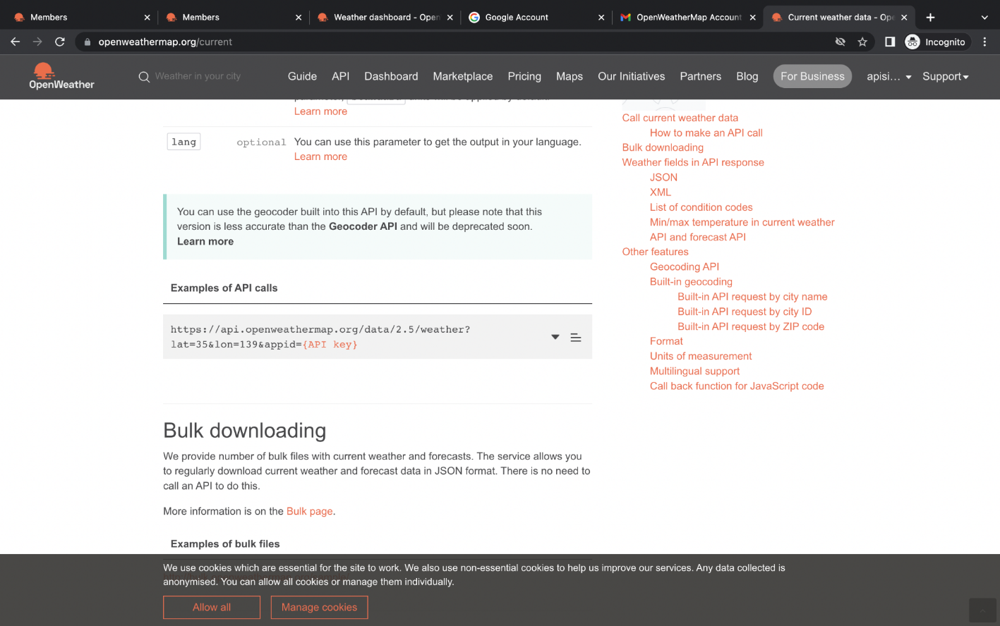 Members
Members
Weather dashboard - Open
Google Account
OpenWeatherMap Account
Current weather data - Ope
openweathermap.org/current
Incognito
OpenWeather
Weather in your city
Guide
API
Dashboard
Marketplace
Pricing
Maps
Our Initiatives
Partners
Blog
For Business
apisi...
Support
Learn more
lang
optional
You can use this parameter to get the output in your language.
Learn more
You can use the geocoder built into this API by default, but please note that this
version is less accurate than the Geocoder API and will be deprecated soon.
Learn more
Examples of API calls
https://api.openweathermap.org/data/2.5/weather?
lat=35&lon=139&appid={API key}
Bulk downloading
We provide number of bulk files with current weather and forecasts. The service allows you
to regularly download current weather and forecast data in JSON format. There is no need to
call an API to do this.
More information is on the Bulk page.
Examples of bulk files
Call current weather data
How to make an API call
Bulk downloading
Weather fields in API response
JSON
XML
List of condition codes
Min/max temperature in current weather
API and forecast API
Other features
Geocoding API
Built-in geocoding
Built-in API request by city name
Built-in API request by city ID
Built-in API request by ZIP code
Format
Units of measurement
Multilingual support
Call back function for JavaScript code
We use cookies which are essential for the site to work. We also use non-essential cookies to help us improve our services. Any data collected is
anonymised. You can allow all cookies or manage them individually.
Allow all
Manage cookies